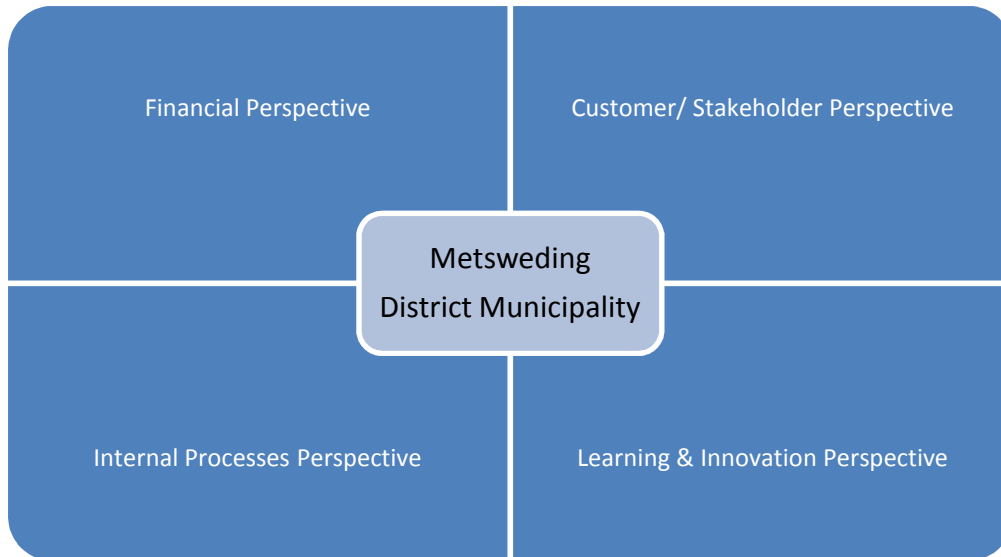 Financial Perspective
Customer/ Stakeholder Perspective
Metsweding
District Municipality
Internal Processes Perspective
Learning & Innovation Perspective